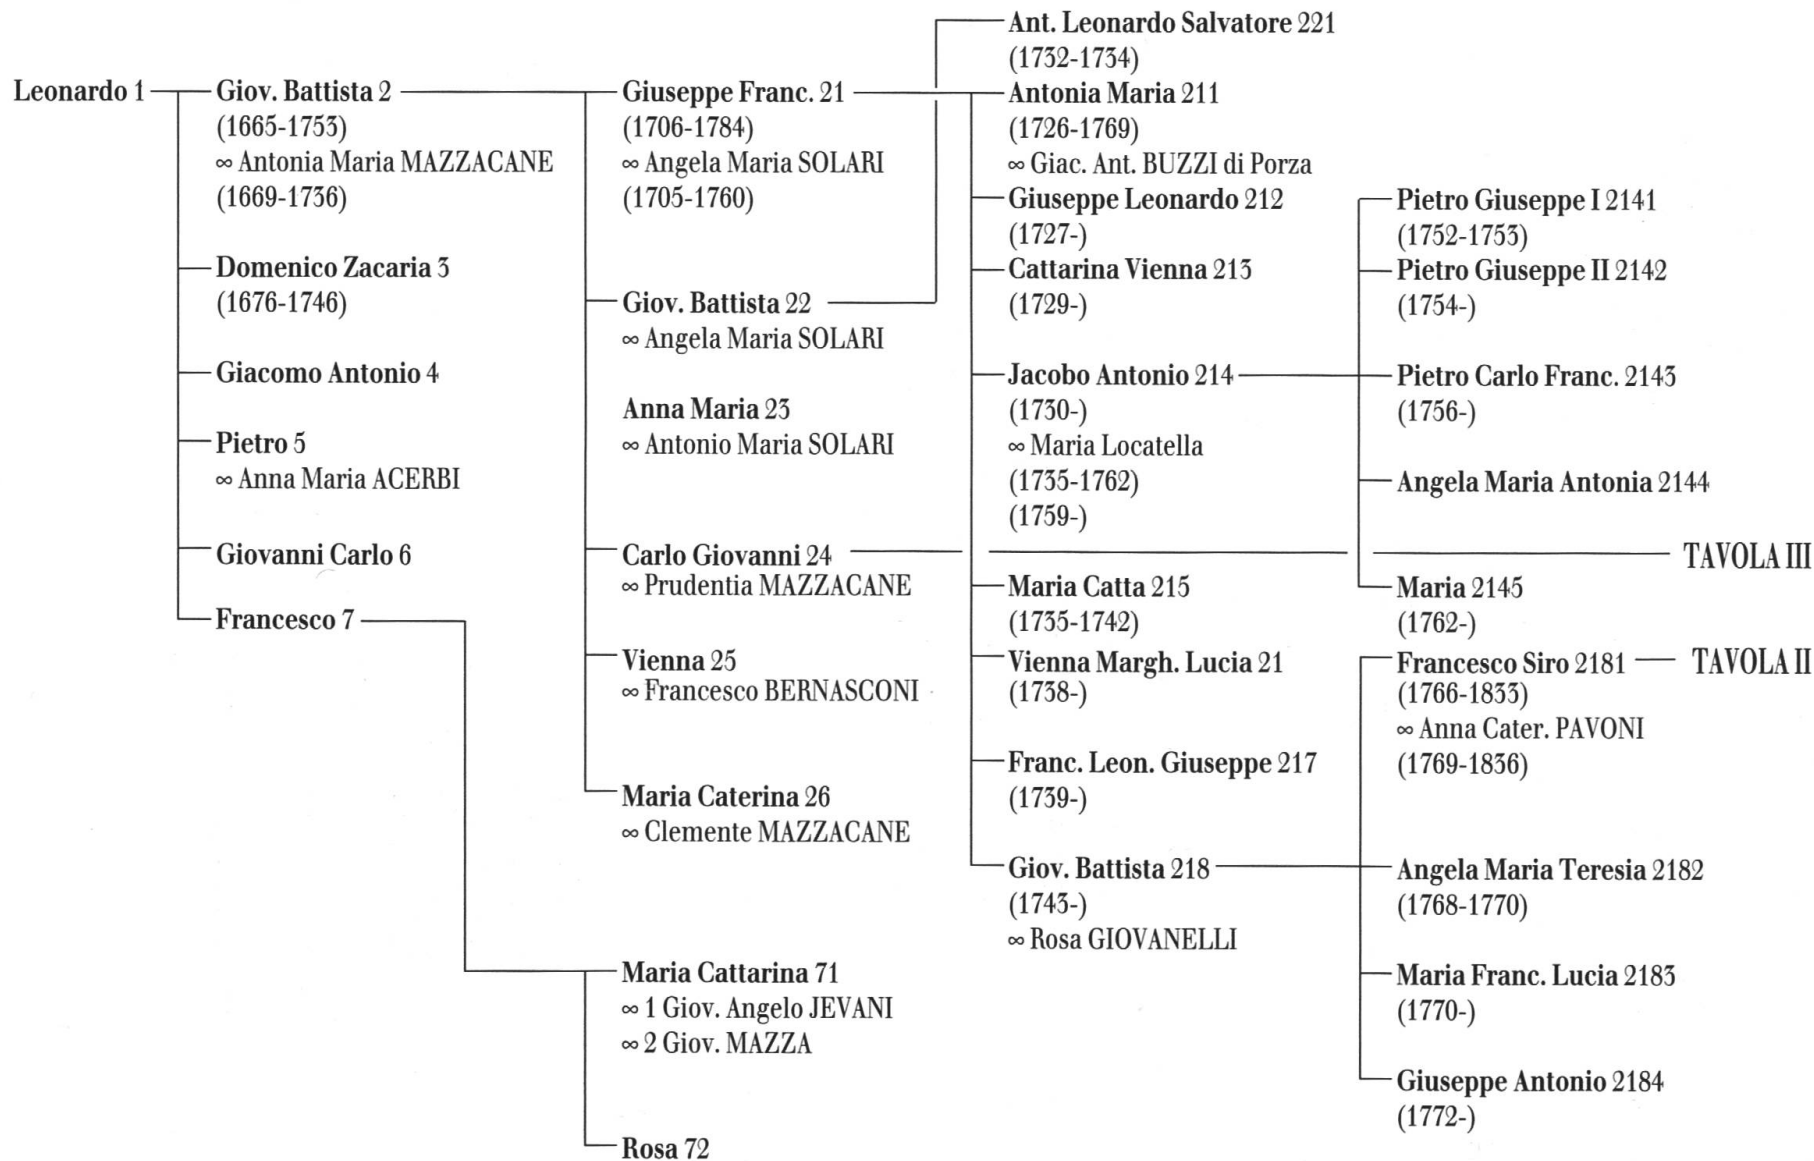 Leonardo 1
Giov. Battista 2
(1665-1753)
∞ Antonia Maria MAZZACANE
(1669-1736)
Domenico Zacaria 3
(1676-1746)
Giacomo Antonio 4
Pietro 5
∞ Anna Maria ACERBI
Giovanni Carlo 6
Francesco 7
Giuseppe Franc. 21
(1706-1784)
∞ Angela Maria SOLARI
(1705-1760)
Giov. Battista 22
∞ Angela Maria SOLARI
Anna Maria 23
∞ Antonio Maria SOLARI
Carlo Giovanni 24
∞ Prudentia MAZZACANE
Vienna 25
∞ Francesco BERNASCONI
Maria Caterina 26
∞ Clemente MAZZACANE
Maria Cattarina 71
∞ 1 Giov. Angelo JEVANI
∞ 2 Giov. MAZZA
Rosa 72
Ant. Leonardo Salvatore 221
(1732-1734)
Antonia Maria 211
(1726-1769)
∞ Giac. Ant. BUZZI di Porza
Giuseppe Leonardo 212
(1727-)
Cattarina Vienna 213
(1729-)
Jacobo Antonio 214
(1730-)
∞ Maria Locatella
(1735-1762)
(1759-)
Maria Catta 215
(1735-1742)
Vienna Margh. Lucia 21
(1738-)
Franc. Leon. Giuseppe 217
(1739-)
Giov. Battista 218
(1743-)
∞ Rosa GIOVANELLI
Pietro Giuseppe I 2141
(1752-1753)
Pietro Giuseppe II 2142
(1754-)
Pietro Carlo Franc. 2143
(1756-)
Angela Maria Antonia 2144
TAVOLA III
Maria 2145
(1762-)
Francesco Siro 2181
TAVOLA II
(1766-1833)
∞ Anna Cater. PAVONI
(1769-1836)
Angela Maria Teresia 2182
(1768-1770)
Maria Franc. Lucia 2183
(1770-)
Giuseppe Antonio 2184
(1772-)